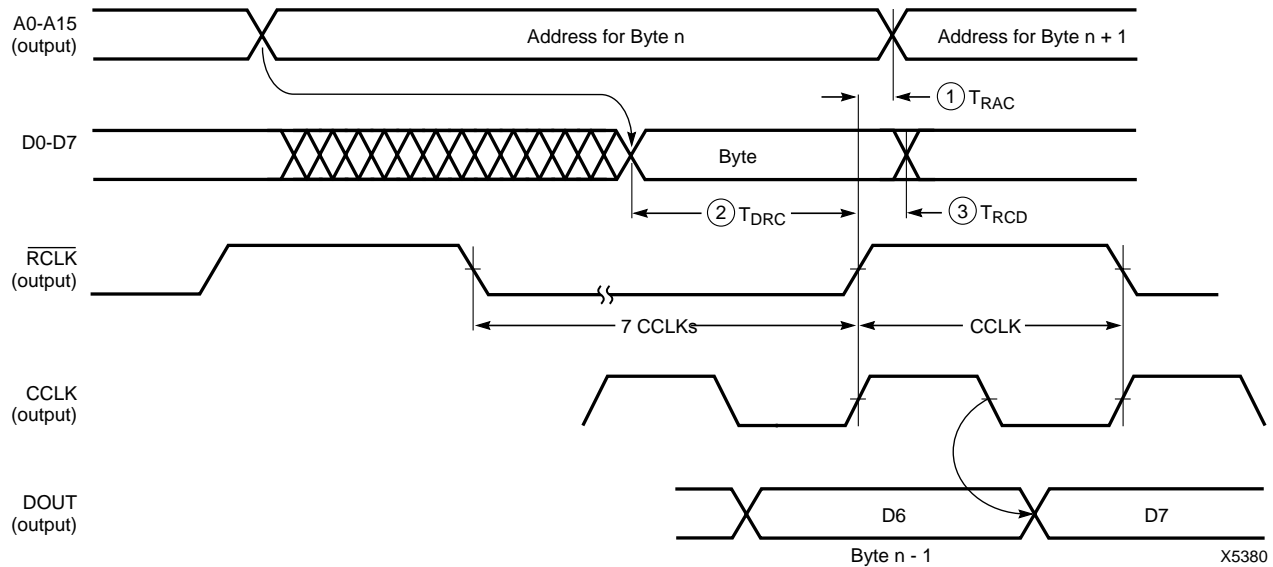 A0-A15
(output)
Address for Byte n
Address for Byte n + 1
1 TRAC
D0-D7
Byte
2 TDRC
3 TRCD
RCLK
(output)
7 CCLKs
CCLK
CCLK
(output)
DOUT
(output)
D6
D7
Byte n - 1
X5380